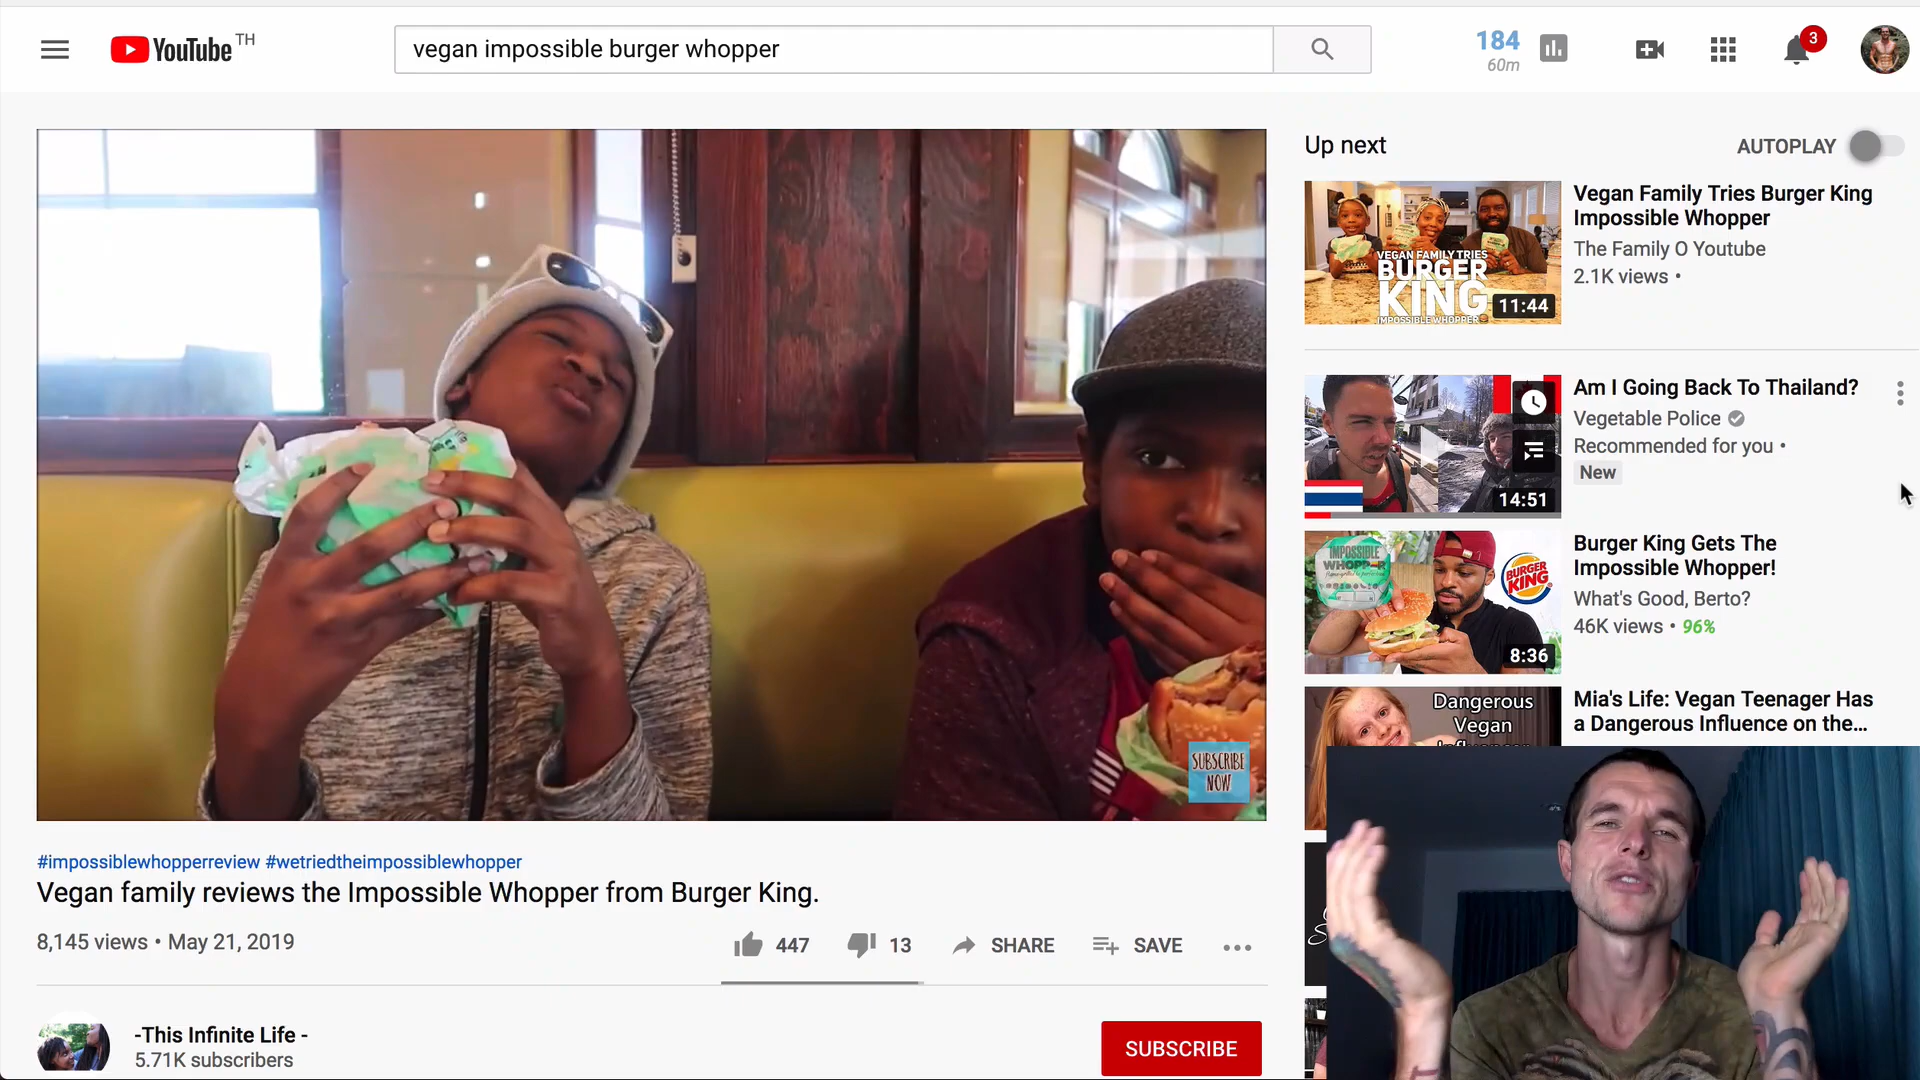 YouTube TH
vegan impossible burger whopper
184
60m
3
SUBSCRIBE
NOW
#impossiblewhopperreview #wetriedtheimpossiblewhopper
Vegan family reviews the Impossible Whopper from Burger King.
8,145 views • May 21, 2019
447
13
SHARE
SAVE
-This Infinite Life -
5.71K subscribers
SUBSCRIBE
Up next
AUTOPLAY
VEGAN FAMILY TRIES
BURGER
KING
IMPOSSIBLE WHOPPER
11:44
Vegan Family Tries Burger King
Impossible Whopper
The Family O Youtube
2.1K views •
14:51
Am I Going Back To Thailand?
Vegetable Police
Recommended for you •
New
IMPOSSIBLE
WHOPPER
BURGER
KING
8:36
Burger King Gets The
Impossible Whopper!
What's Good, Berto?
46K views • 96%
Dangerous
Vegan
Mia's Life: Vegan Teenager Has
a Dangerous Influence on the...